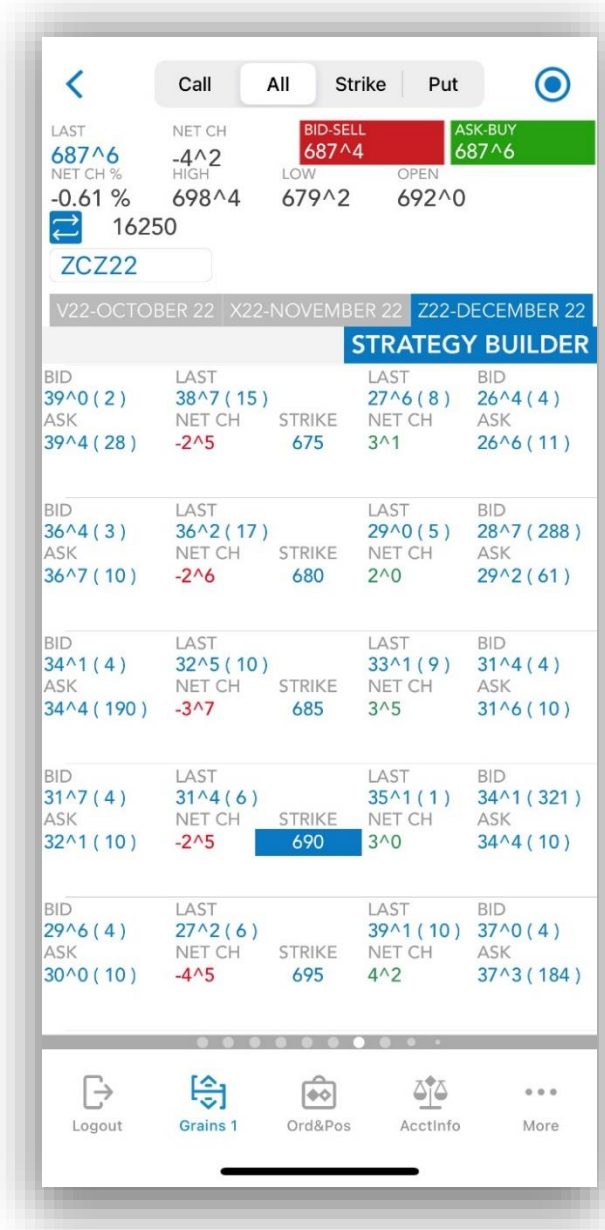 Call All Strike Put
LAST NET CH BID-SELL ASK-BUY
687^6 -4^2 687^4 687^6
NET CH % HIGH LOW OPEN
-0.61 % 698^4 679^2 692^0
16250
ZCZ22
V22-OCTOBER 22 X22-NOVEMBER 22 Z22-DECEMBER 22
STRATEGY BUILDER
BID LAST LAST BID
39^0 ( 2 ) 38^7 ( 15 ) 27^6 ( 8 ) 26^4 ( 4 )
ASK NET CH STRIKE NET CH ASK
39^4 ( 28 ) -2^5 675 3^1 26^6 ( 11 )
BID LAST LAST BID
36^4 ( 3 ) 36^2 ( 17 ) 29^0 ( 5 ) 28^7 ( 288 )
ASK NET CH STRIKE NET CH ASK
36^7 ( 10 ) -2^6 680 2^0 29^2 ( 61 )
BID LAST LAST BID
34^1 ( 4 ) 32^5 ( 10 ) 33^1 ( 9 ) 31^4 ( 4 )
ASK NET CH STRIKE NET CH ASK
34^4 ( 190 ) -3^7 685 3^5 31^6 ( 10 )
BID LAST LAST BID
31^7 ( 4 ) 31^4 ( 6 ) 35^1 ( 1 ) 34^1 ( 321 )
ASK NET CH STRIKE NET CH ASK
32^1 ( 10 ) -2^5 690 3^0 34^4 ( 10 )
BID LAST LAST BID
29^6 ( 4 ) 27^2 ( 6 ) 39^1 ( 10 ) 37^0 ( 4 )
ASK NET CH STRIKE NET CH ASK
30^0 ( 10 ) -4^5 695 4^2 37^3 ( 184 )
Logout Grains 1 Ord&Pos AcctInfo More